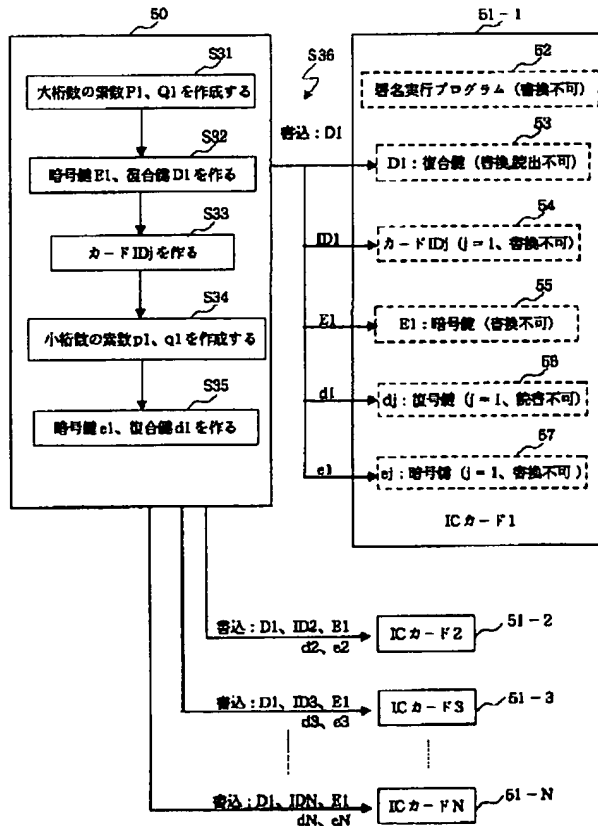 50
S31
大桁数の素数P1、Q1を作成する
S32
暗号鍵E1、復合鍵D1を作る
S33
カードIDjを作る
S34
小桁数の素数p1、q1を作成する
S35
暗号鍵e1、復合鍵d1を作る
S36
書込:D1
ID1
E1
d1
e1
51-1
52
署名実行プログラム(書換不可)
53
D1:復合鍵(書換,読出不可)
54
カードIDj(j=1、書換不可)
55
E1:暗号鍵(書換不可)
56
dj:復号鍵(j=1、読書不可)
57
ej:暗号鍵(j=1、書換不可)
ICカード1
書込:D1、ID2、E1
d2、e2
ICカード2
51-2
書込:D1、ID3、E1
d3、e3
ICカード3
51-3
書込:D1、IDN、E1
dN、eN
ICカードN
51-N